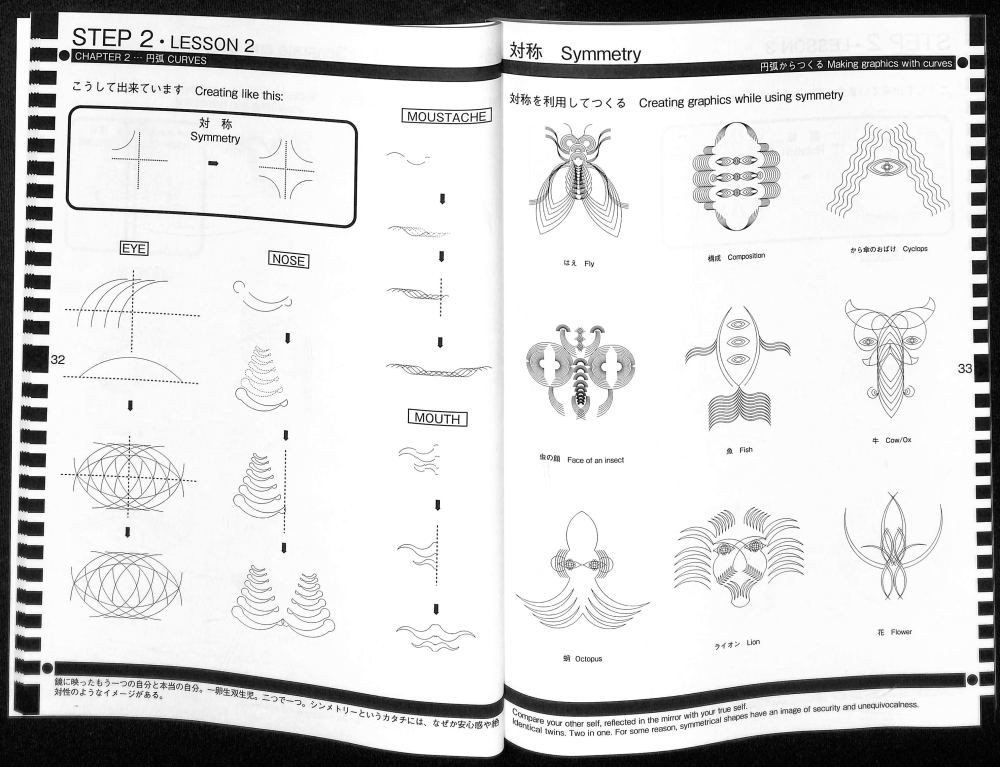 STEP 2・LESSON 2
CHAPTER 2 … 円弧 CURVES
こうして出来ています Creating like this:
対 称
Symmetry
EYE
NOSE
MOUSTACHE
MOUTH
32
鏡に映ったもう一つの自分と本当の自分。一卵生双生児。二つで一つ。シンメトリーというカタチには、なぜか安心感や絶
対性のようなイメージがある。
対称 Symmetry
円弧からつくる Making graphics with curves
対称を利用してつくる Creating graphics while using symmetry
はえ Fly
構成 Composition
から傘のおばけ Cyclops
虫の顔 Face of an insect
魚 Fish
牛 Cow/Ox
蛸 Octopus
ライオン Lion
花 Flower
33
Compare your other self, reflected in the mirror with your true self.
Identical twins. Two in one. For some reason, symmetrical shapes have an image of security and unequivocalness.